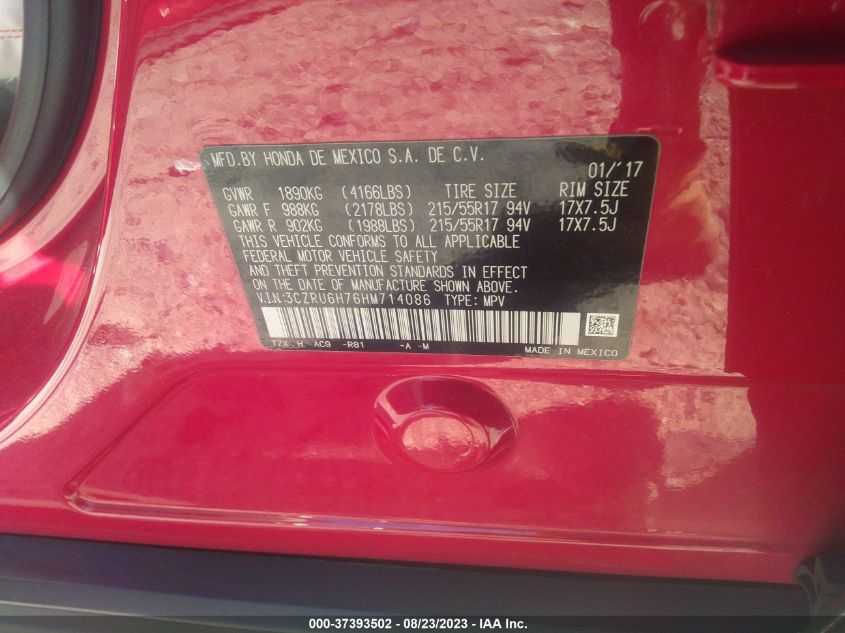 MFD. BY HONDA DE MEXICO S.A. DE C.V.
01/'17
GVWR 1890KG (4166LBS) TIRE SIZE RIM SIZE
GAWR F 988KG (2178LBS) 215/55R17 94V 17X7.5J
GAWR R 902KG (1988LBS) 215/55R17 94V 17X7.5J
THIS VEHICLE CONFORMS TO ALL APPLICABLE
FEDERAL MOTOR VEHICLE SAFETY
AND THEFT PREVENTION STANDARDS IN EFFECT
ON THE DATE OF MANUFACTURE SHOWN ABOVE.
V.I.N:3CZRU6H76HM714086 TYPE: MPV
T7X H AC9 -R81 -A -M
MADE IN MEXICO
000-37393502 - 08/23/2023 - IAA Inc.